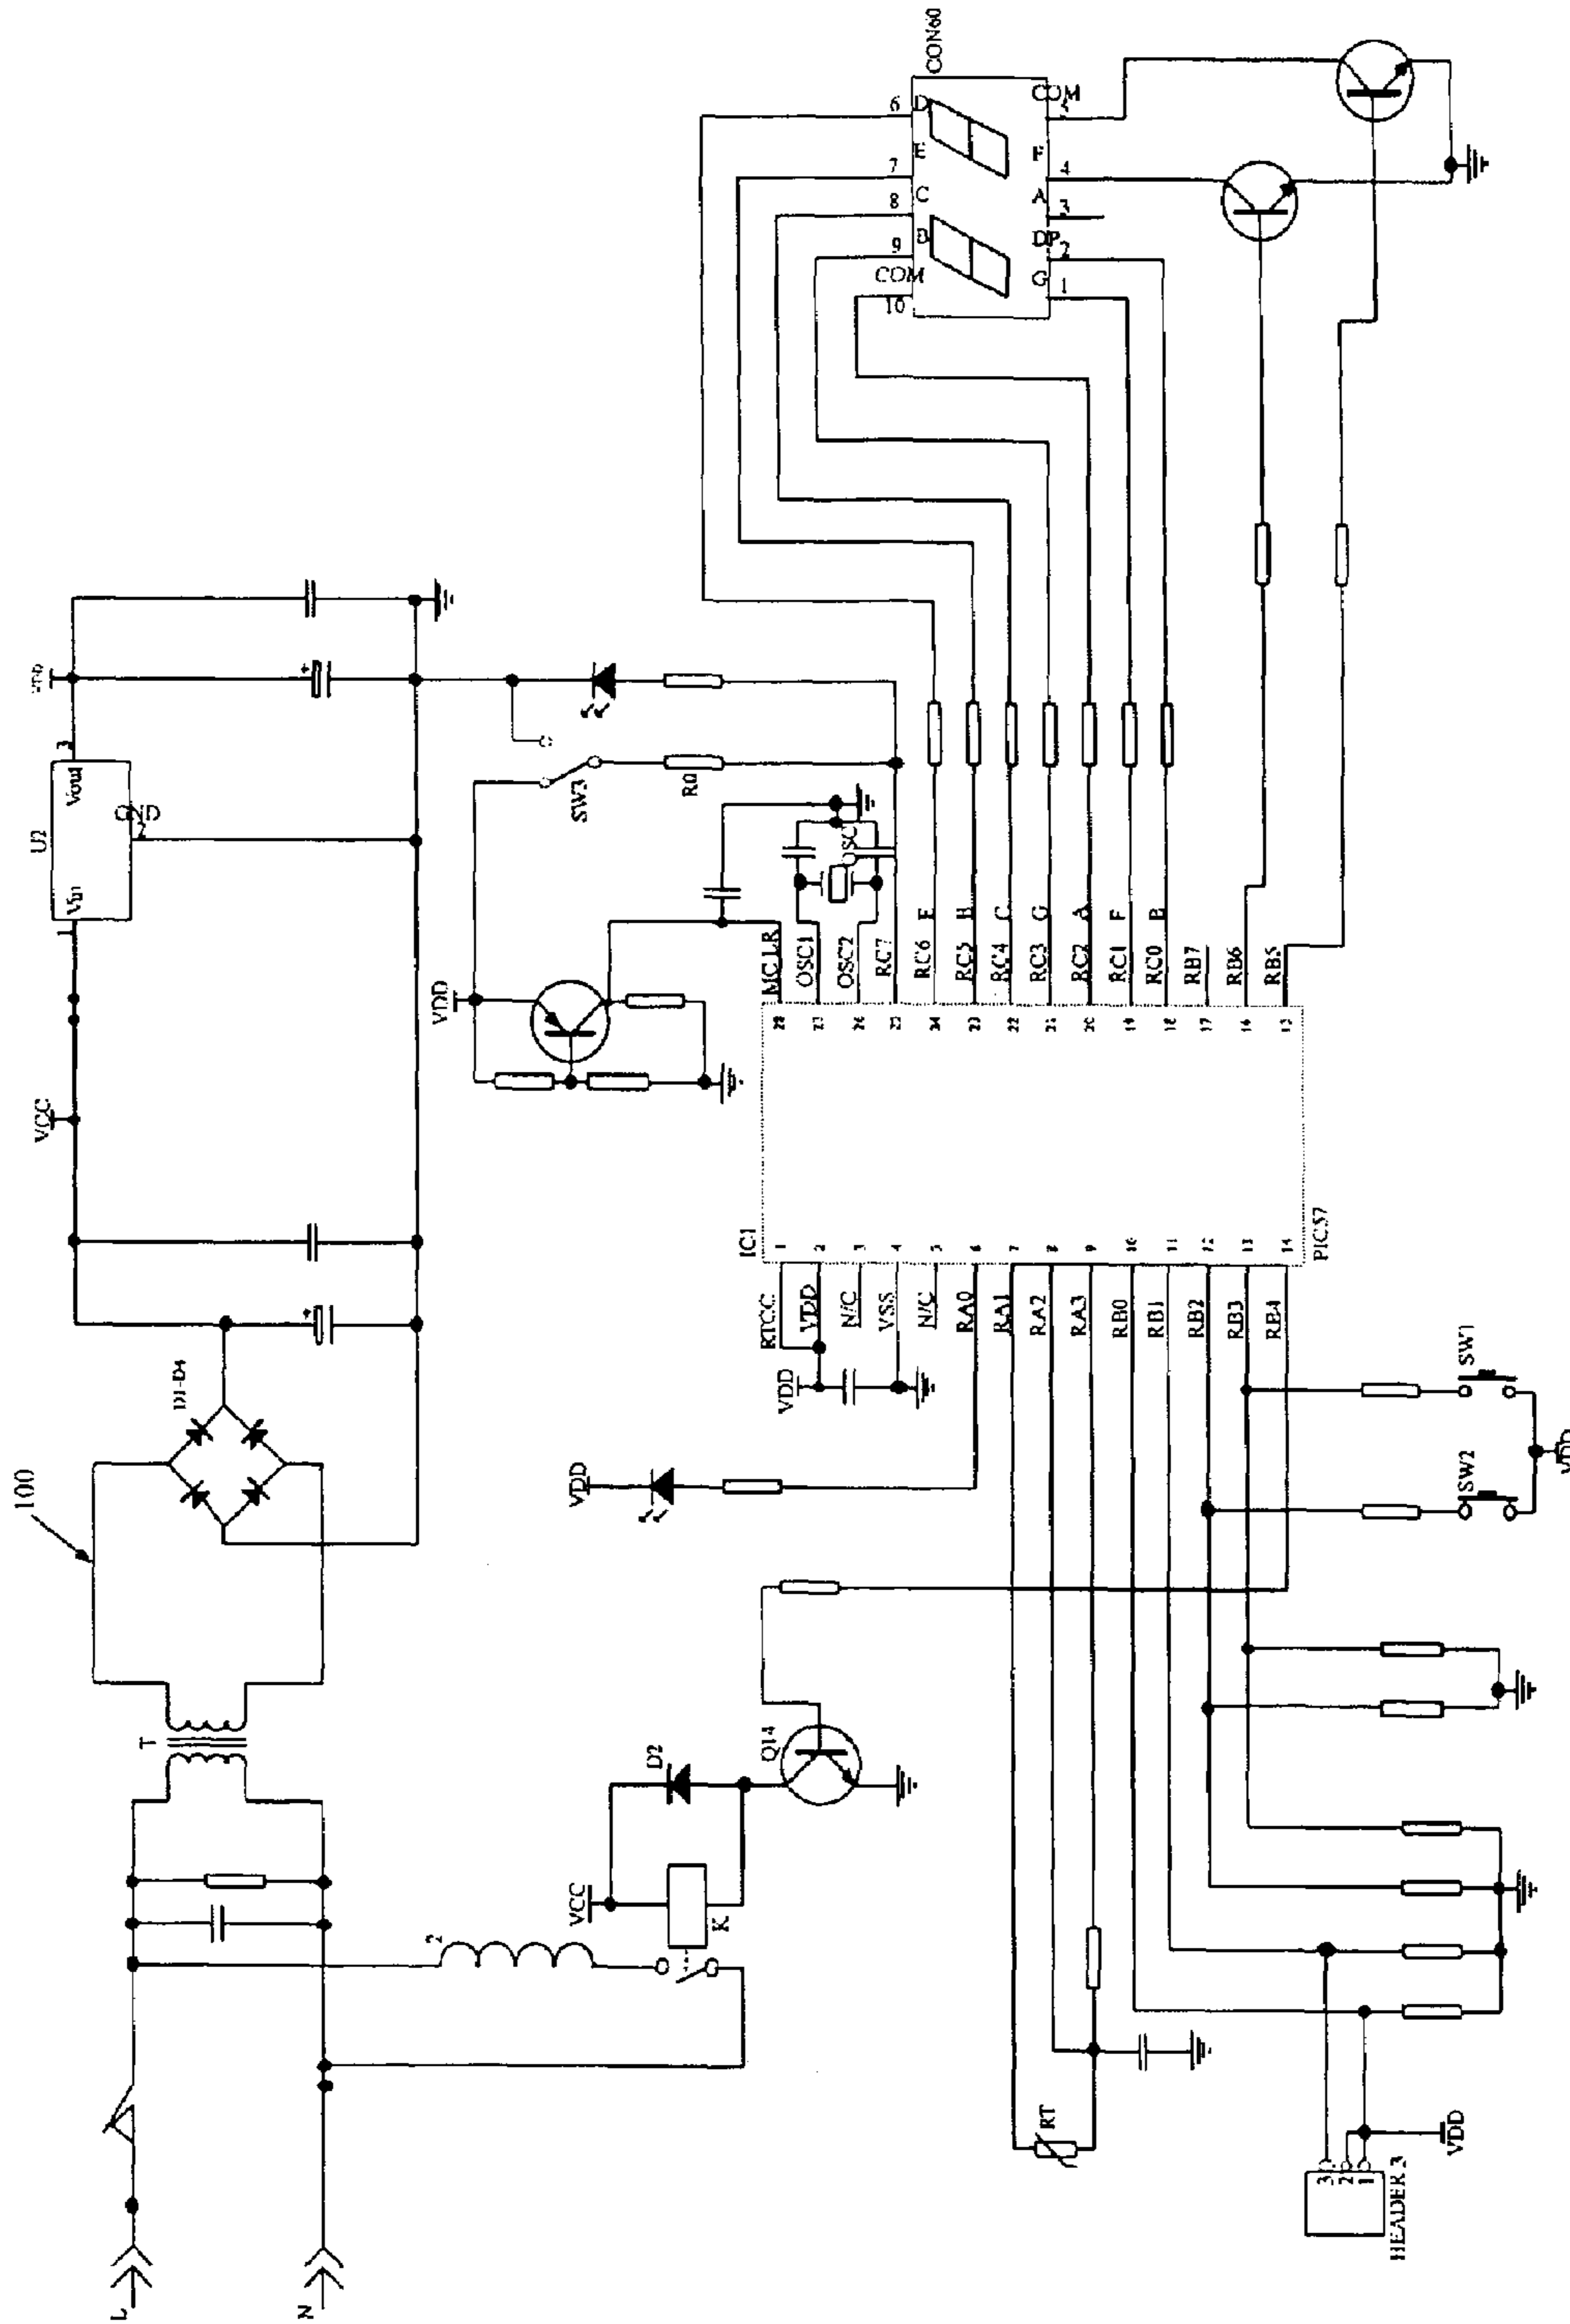 L
N
T
100
D1-D4
VCC
U2
1
Vin
Vout
3
GND
2
VDD
2
K
VCC
D2
Q14
VDD
VDD
SW3
R0
OSC
IC1
PIC57
1
2
3
4
5
6
7
8
9
10
11
12
13
14
RTCC
VDD
N/C
VSS
N/C
RA0
RA1
RA2
RA3
RB0
RB1
RB2
RB3
RB4
VDD
28
27
26
25
24
23
22
21
20
19
18
17
16
15
MCLR
OSC1
OSC2
RC7
RC6 E
RC5
RC4 C
RC3 G
RC2 A
RC1 F
RC0 B
RB7
RB6
RB5
CON60
6
7
8
9
10
D
E
C
B
COM
COM
F
A
DP
G
5
4
3
2
1
RT
HEADER 3
3
2
1
VDD
SW2
SW1
VDD